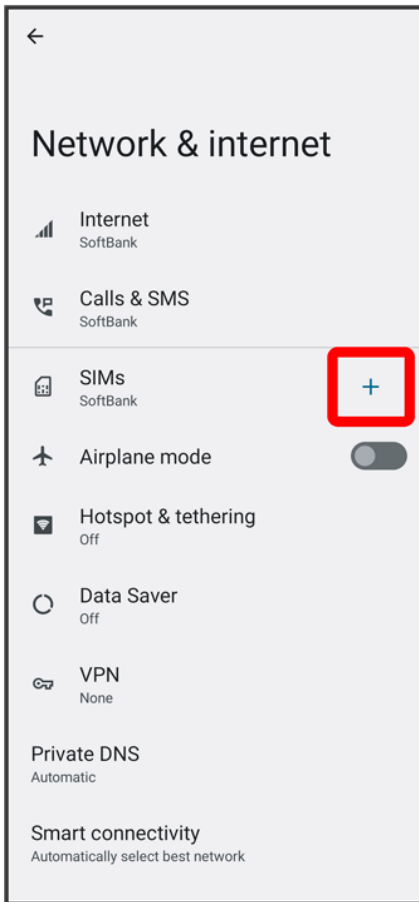 Network & internet
Internet
SoftBank
Calls & SMS
SoftBank
SIMs
SoftBank
Airplane mode
Hotspot & tethering
Off
Data Saver
Off
VPN
None
Private DNS
Automatic
Smart connectivity
Automatically select best network